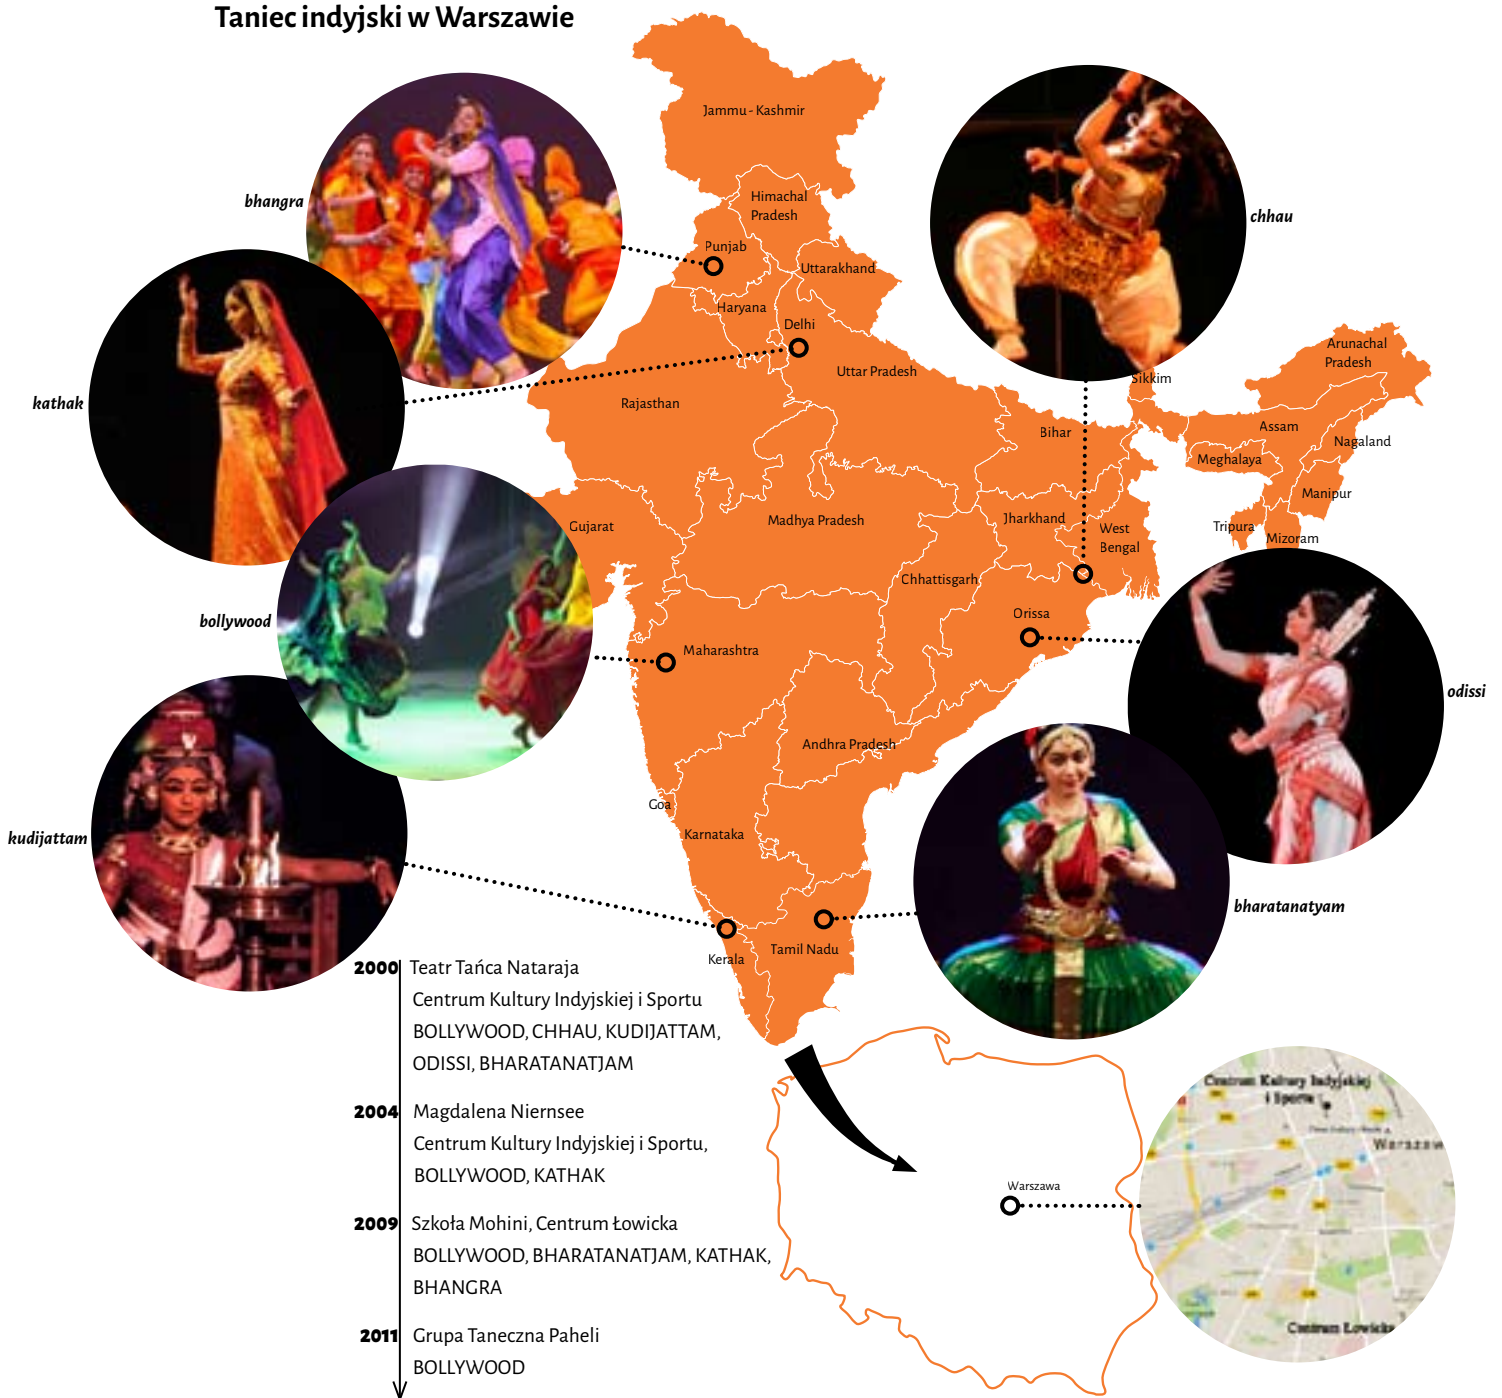 Taniec indyjski w Warszawie
bhangra
kathak
bollywood
kudijattam
chhau
odissi
bharatanatyam
Jammu - Kashmir
Himachal
Pradesh
Punjab
Uttarakhand
Haryana
Delhi
Uttar Pradesh
Rajasthan
Sikkim
Arunachal
Pradesh
Assam
Nagaland
Meghalaya
Manipur
Tripura
Mizoram
Bihar
Gujarat
Madhya Pradesh
Jharkhand
West
Bengal
Chhattisgarh
Orissa
Maharashtra
Andhra Pradesh
Goa
Karnataka
Kerala
Tamil Nadu
2000 Teatr Tańca Nataraja
Centrum Kultury Indyjskiej i Sportu
BOLLYWOOD, CHHAU, KUDIJATTAM,
ODISSI, BHARATANATJAM
2004 Magdalena Niernsee
Centrum Kultury Indyjskiej i Sportu,
BOLLYWOOD, KATHAK
2009 Szkoła Mohini, Centrum Łowicka
BOLLYWOOD, BHARATANATJAM, KATHAK,
BHANGRA
2011 Grupa Taneczna Paheli
BOLLYWOOD
Warszawa
Centrum Kultury Indyjskiej
i Sportu
Warszaw
Centrum Łowicka